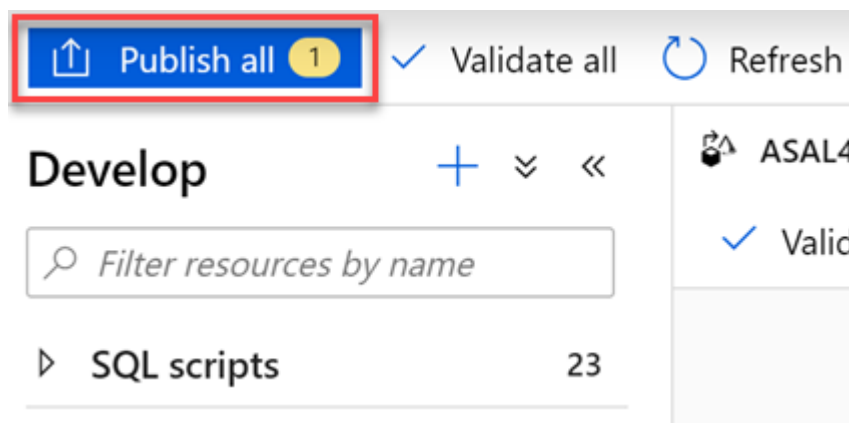 Publish all 1 Validate all Refresh
Develop
ASAL4
Filter resources by name
Valid
SQL scripts 23